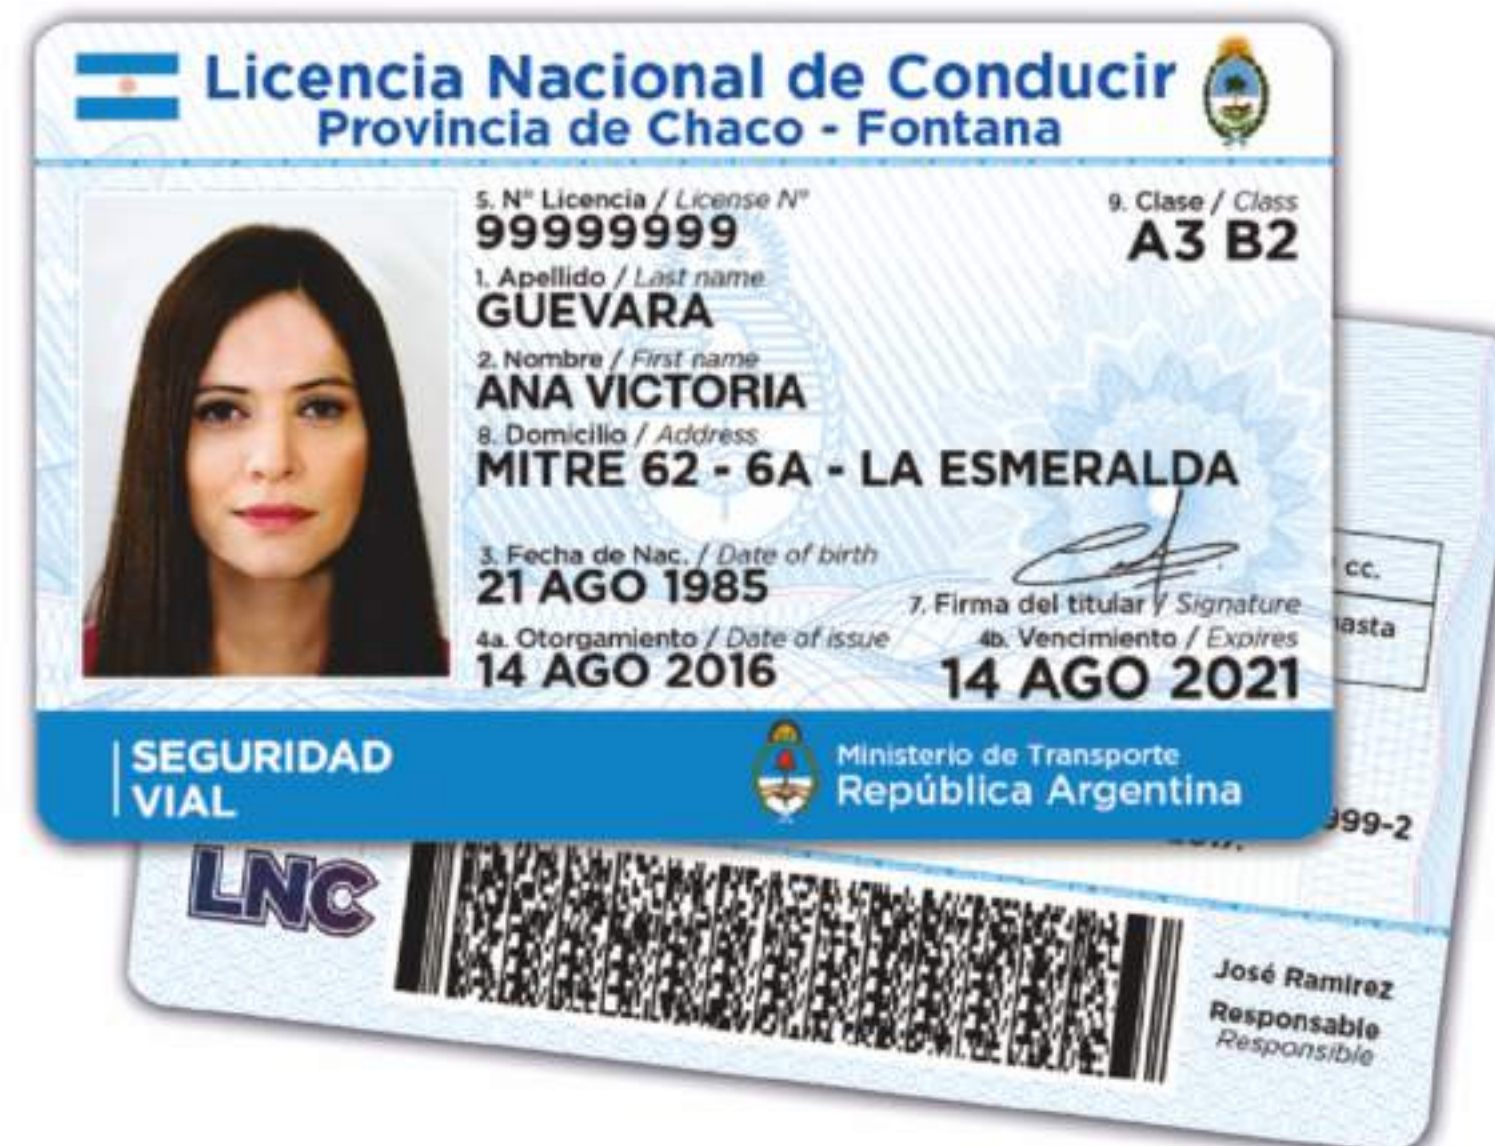 Licencia Nacional de Conducir
Provincia de Chaco - Fontana
5. N° Licencia / License N°
99999999
9. Clase / Class
A3 B2
1. Apellido / Last name
GUEVARA
2. Nombre / First name
ANA VICTORIA
8. Domicilio / Address
MITRE 62 - 6A - LA ESMERALDA
3. Fecha de Nac. / Date of birth
21 AGO 1985
7. Firma del titular / Signature
4a. Otorgamiento / Date of issue
14 AGO 2016
4b. Vencimiento / Expires
14 AGO 2021
SEGURIDAD
VIAL
Ministerio de Transporte
República Argentina
cc.
999-2
LNC
José Ramirez
Responsable
Responsible